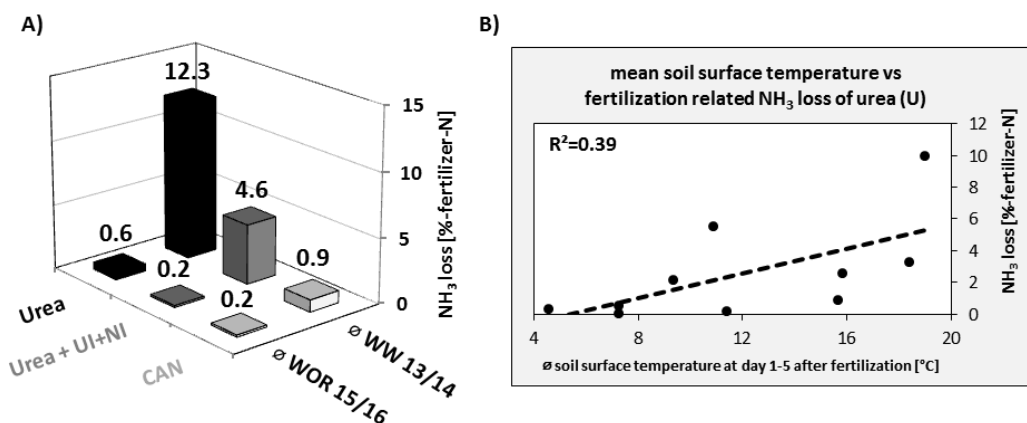 A)
12.3
4.6
0.9
0.6
0.2
0.2
15
10
5
0
NH₃ loss [%-fertilizer-N]
Urea
Urea + UI+NI
CAN
ø WW 13/14
ø WOR 15/16
B)
mean soil surface temperature vs
fertilization related NH₃ loss of urea (U)
R²=0.39
12
10
8
6
4
2
0
NH₃ loss [%-fertilizer-N]
4 8 12 16 20
ø soil surface temperature at day 1-5 after fertilization [°C]